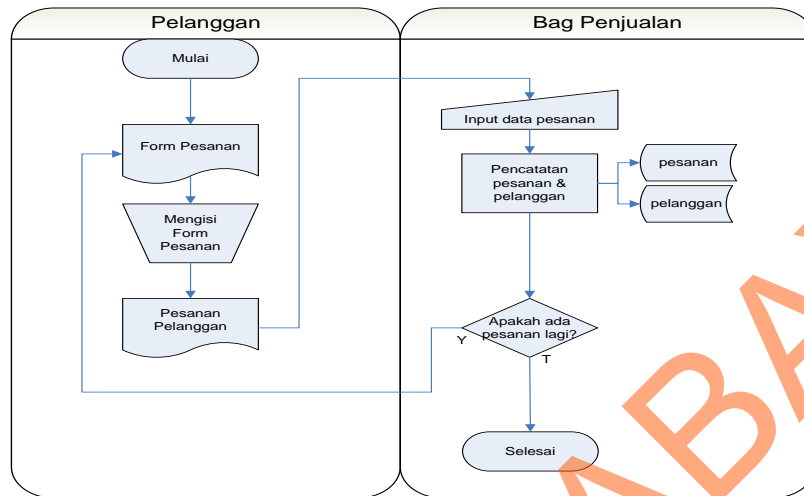 Pelanggan
Bag Penjualan
Mulai
Form Pesanan
Mengisi
Form
Pesanan
Pesanan
Pelanggan
Input data pesanan
Pencatatan
pesanan &
pelanggan
pesanan
pelanggan
Apakah ada
pesanan lagi?
Y
T
Selesai
ABA